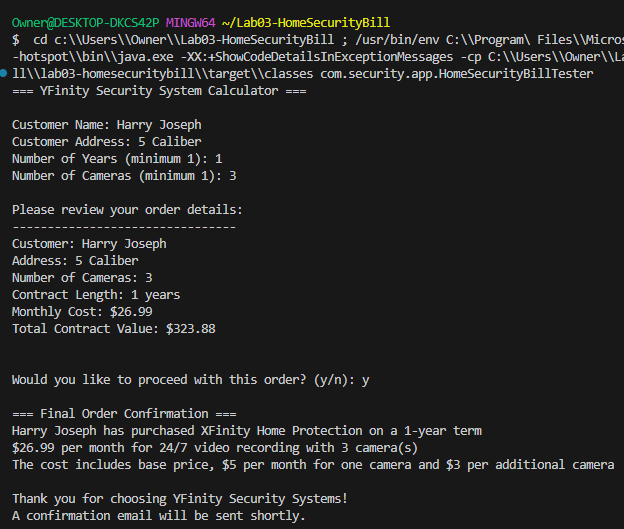 Owner@DESKTOP-DKCS42P MINGW64 ~/Lab03-HomeSecurityBill
$  cd c:\\Users\\Owner\\Lab03-HomeSecurityBill ; /usr/bin/env C:\\Program\ Files\\Micros
-hotspot\\bin\\java.exe -XX:+ShowCodeDetailsInExceptionMessages -cp C:\\Users\\Owner\\La
ll\\lab03-homesecuritybill\\target\\classes com.security.app.HomeSecurityBillTester
=== YFinity Security System Calculator ===
Customer Name: Harry Joseph
Customer Address: 5 Caliber
Number of Years (minimum 1): 1
Number of Cameras (minimum 1): 3
Please review your order details:
--------------------------------
Customer: Harry Joseph
Address: 5 Caliber
Number of Cameras: 3
Contract Length: 1 years
Monthly Cost: $26.99
Total Contract Value: $323.88
Would you like to proceed with this order? (y/n): y
=== Final Order Confirmation ===
Harry Joseph has purchased XFinity Home Protection on a 1-year term
$26.99 per month for 24/7 video recording with 3 camera(s)
The cost includes base price, $5 per month for one camera and $3 per additional camera
Thank you for choosing YFinity Security Systems!
A confirmation email will be sent shortly.